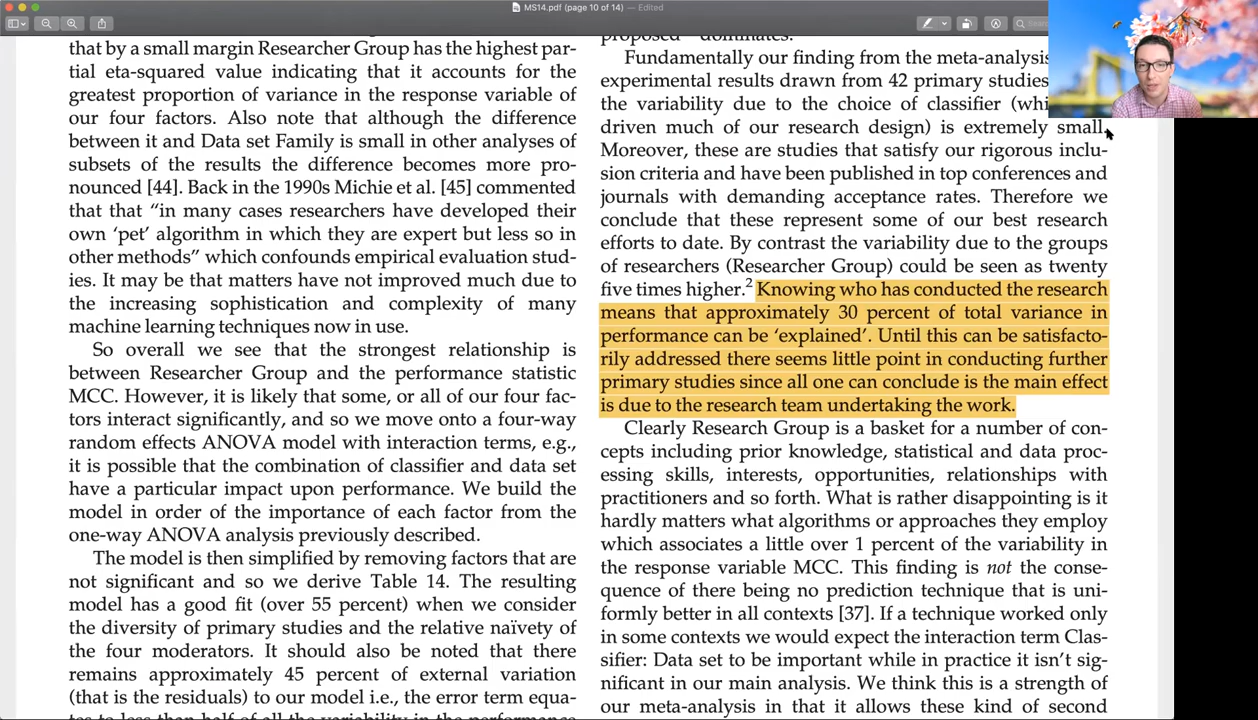 MS14.pdf (page 10 of 14) — Edited
that by a small margin Researcher Group has the highest par-
tial eta-squared value indicating that it accounts for the
greatest proportion of variance in the response variable of
our four factors. Also note that although the difference
between it and Data set Family is small in other analyses of
subsets of the results the difference becomes more pro-
nounced [44]. Back in the 1990s Michie et al. [45] commented
that that “in many cases researchers have developed their
own ‘pet’ algorithm in which they are expert but less so in
other methods” which confounds empirical evaluation stud-
ies. It may be that matters have not improved much due to
the increasing sophistication and complexity of many
machine learning techniques now in use.
So overall we see that the strongest relationship is
between Researcher Group and the performance statistic
MCC. However, it is likely that some, or all of our four fac-
tors interact significantly, and so we move onto a four-way
random effects ANOVA model with interaction terms, e.g.,
it is possible that the combination of classifier and data set
have a particular impact upon performance. We build the
model in order of the importance of each factor from the
one-way ANOVA analysis previously described.
The model is then simplified by removing factors that are
not significant and so we derive Table 14. The resulting
model has a good fit (over 55 percent) when we consider
the diversity of primary studies and the relative naïvety of
the four moderators. It should also be noted that there
remains approximately 45 percent of external variation
(that is the residuals) to our model i.e., the error term equa-
tes to less than half of all the variability in the performance
proposed dominates.
Fundamentally our finding from the meta-analysis
experimental results drawn from 42 primary studies
the variability due to the choice of classifier (whi
driven much of our research design) is extremely small.
Moreover, these are studies that satisfy our rigorous inclu-
sion criteria and have been published in top conferences and
journals with demanding acceptance rates. Therefore we
conclude that these represent some of our best research
efforts to date. By contrast the variability due to the groups
of researchers (Researcher Group) could be seen as twenty
five times higher.2 Knowing who has conducted the research
means that approximately 30 percent of total variance in
performance can be ‘explained’. Until this can be satisfacto-
rily addressed there seems little point in conducting further
primary studies since all one can conclude is the main effect
is due to the research team undertaking the work.
Clearly Research Group is a basket for a number of con-
cepts including prior knowledge, statistical and data proc-
essing skills, interests, opportunities, relationships with
practitioners and so forth. What is rather disappointing is it
hardly matters what algorithms or approaches they employ
which associates a little over 1 percent of the variability in
the response variable MCC. This finding is not the conse-
quence of there being no prediction technique that is uni-
formly better in all contexts [37]. If a technique worked only
in some contexts we would expect the interaction term Clas-
sifier: Data set to be important while in practice it isn’t sig-
nificant in our main analysis. We think this is a strength of
our meta-analysis in that it allows these kind of second